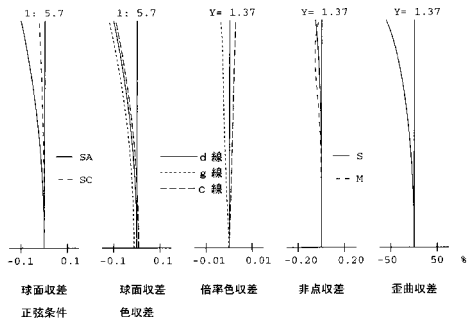 1: 5.7 1: 5.7 Y= 1.37 Y= 1.37 Y= 1.37
SA d 線 S
SC g 線 M
c 線
-0.1 0.1 -0.1 0.1 -0.01 0.01 -0.20 0.20 -50 50 %
球面収差 球面収差 倍率色収差 非点収差 歪曲収差
正弦条件 色収差